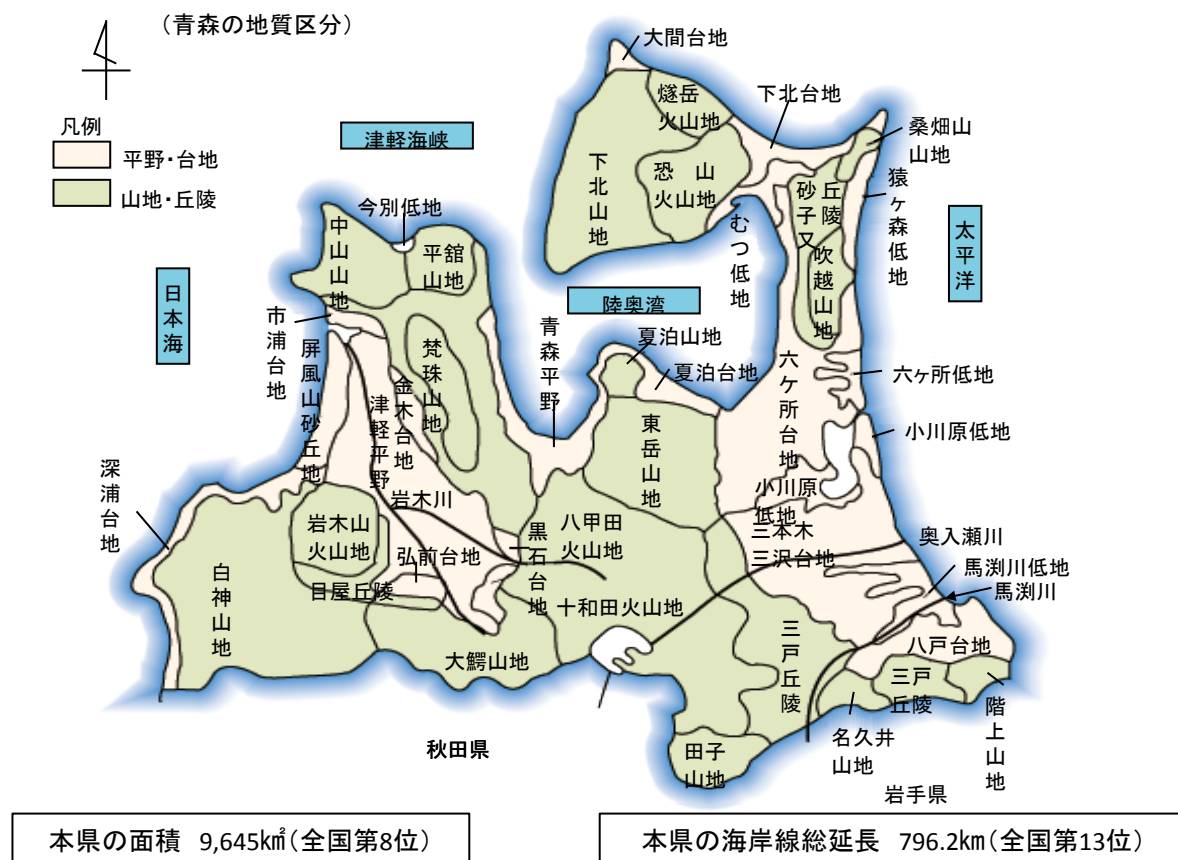 (青森の地質区分)
凡例
平野・台地
山地・丘陵
津軽海峡
日本海
陸奥湾
太平洋
大間台地
燧岳
火山地
下北台地
桑畑山
山地
下北山地
恐山
火山地
砂子又
丘陵
猿ヶ森低地
むつ低地
吹越山地
今別低地
中山山地
平舘
山地
市浦台地
屏風山砂丘地
梵珠山地
金木台地
津軽平野
青森平野
夏泊山地
夏泊台地
六ケ所台地
六ヶ所低地
小川原低地
東岳山地
小川原
低地
深浦台地
岩木川
岩木山
火山地
弘前台地
黒石台地
八甲田
火山地
三本木
三沢台地
奥入瀬川
馬渕川低地
馬渕川
目屋丘陵
白神山地
十和田火山地
大鰐山地
三戸丘陵
八戸台地
三戸
丘陵
階上山地
名久井
山地
田子
山地
秋田県
岩手県
本県の面積 9,645㎢(全国第8位)
本県の海岸線総延長 796.2km(全国第13位)